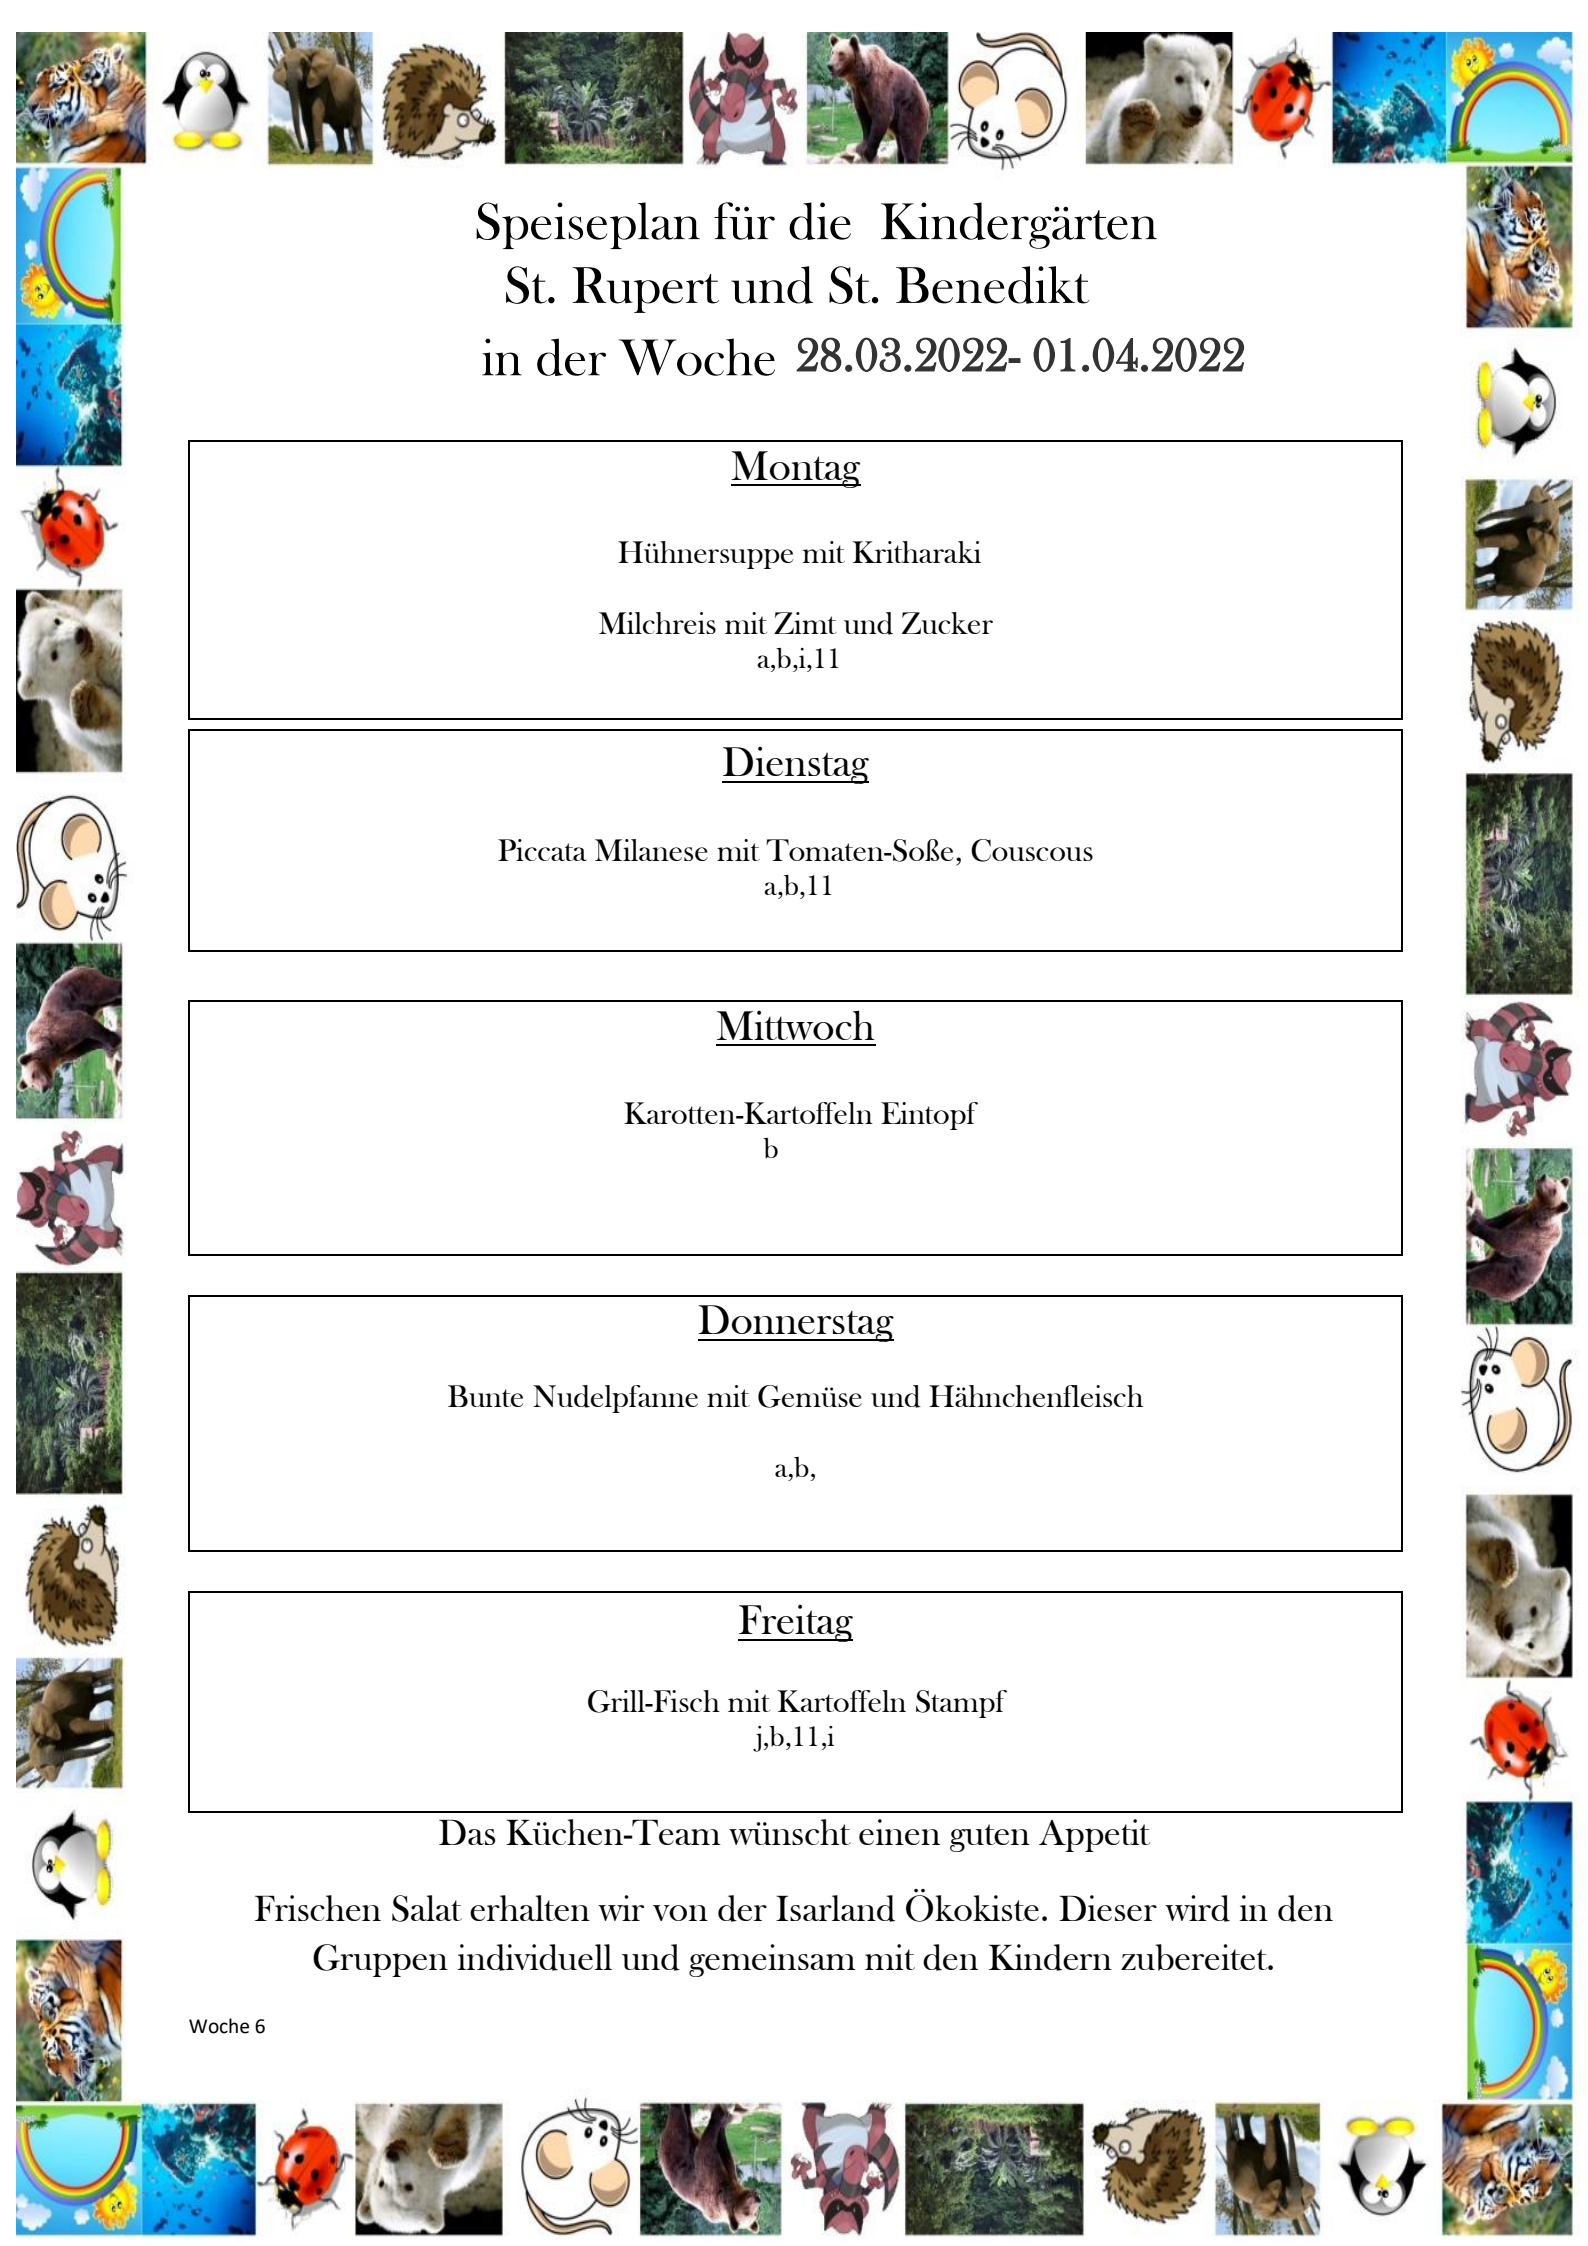 Speiseplan für die Kindergärten
St. Rupert und St. Benedikt
in der Woche 28.03.2022- 01.04.2022
Montag
Hühnersuppe mit Kritharaki
Milchreis mit Zimt und Zucker
a,b,i,11
Dienstag
Piccata Milanese mit Tomaten-Soße, Couscous
a,b,11
Mittwoch
Karotten-Kartoffeln Eintopf
b
Donnerstag
Bunte Nudelpfanne mit Gemüse und Hähnchenfleisch
a,b,
Freitag
Grill-Fisch mit Kartoffeln Stampf
j,b,11,i
Das Küchen-Team wünscht einen guten Appetit
Frischen Salat erhalten wir von der Isarland Ökokiste. Dieser wird in den
Gruppen individuell und gemeinsam mit den Kindern zubereitet.
Woche 6